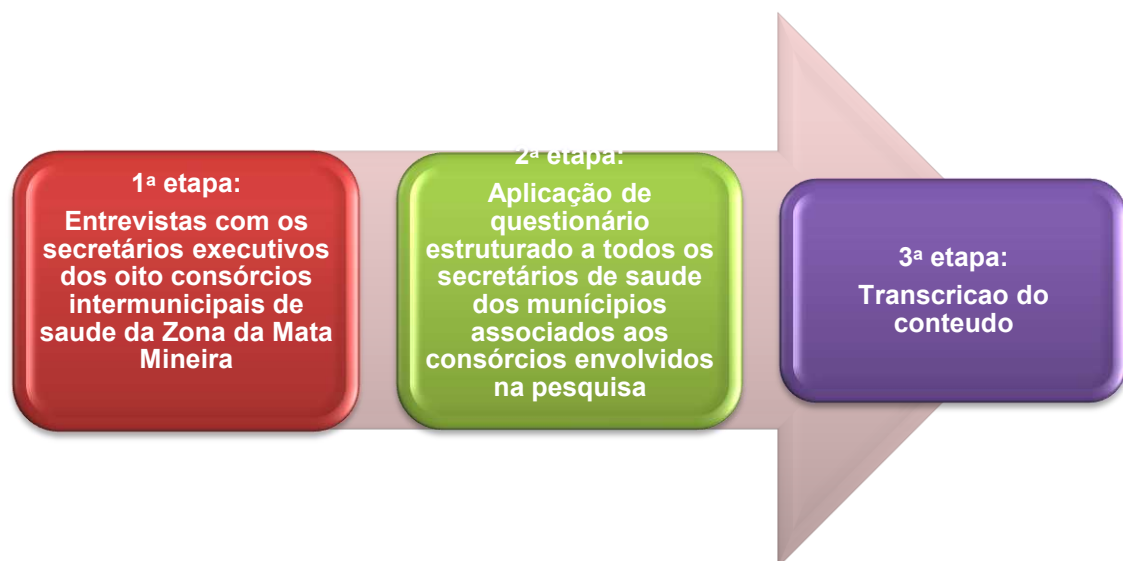 1ª etapa:
Entrevistas com os
secretários executivos
dos oito consórcios
intermunicipais de
saude da Zona da Mata
Mineira
2ª etapa:
Aplicação de
questionário
estruturado a todos os
secretários de saude
dos munícipios
associados aos
consórcios envolvidos
na pesquisa
3ª etapa:
Transcricao do
conteudo